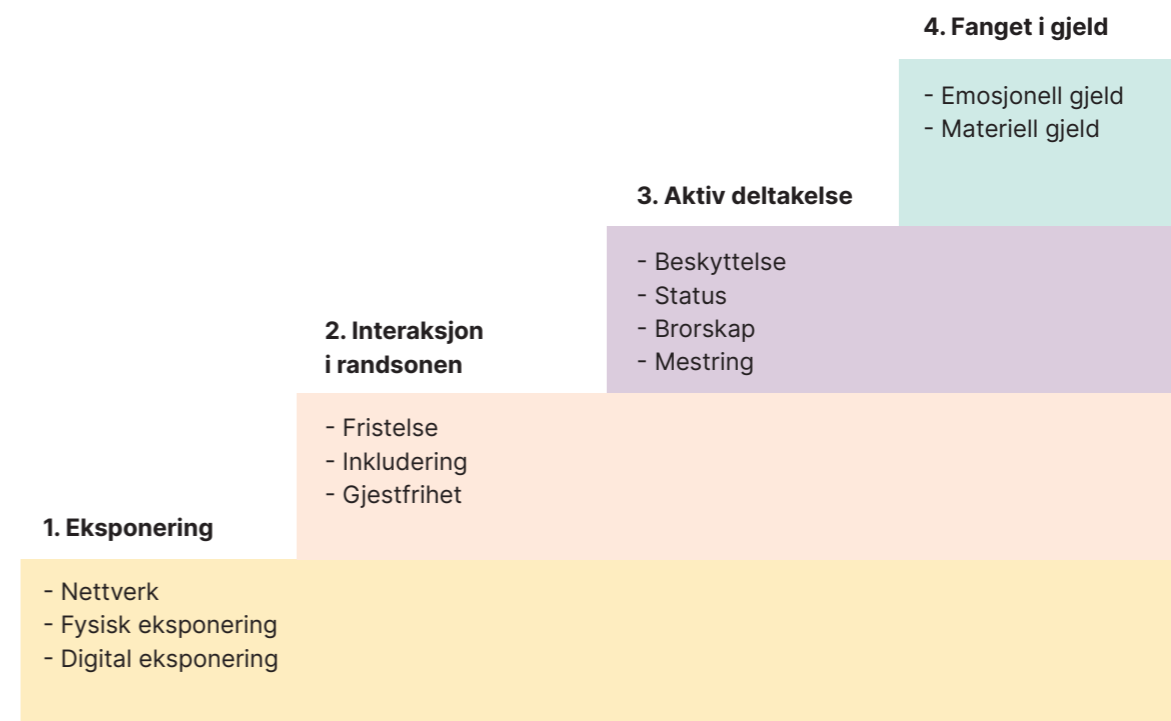 1. Eksponering
- Nettverk
- Fysisk eksponering
- Digital eksponering
2. Interaksjon
i randsonen
- Fristelse
- Inkludering
- Gjestfrihet
3. Aktiv deltakelse
- Beskyttelse
- Status
- Brorskap
- Mestring
4. Fanget i gjeld
- Emosjonell gjeld
- Materiell gjeld